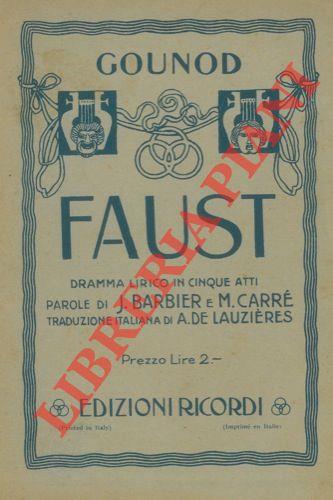 GOUNOD
FAUST
DRAMMA LIRICO IN CINQUE ATTI
PAROLE DI J. BARBIER E M. CARRÉ
TRADUZIONE ITALIANA DI A. DE LAUZIÈRES
Prezzo Lire 2.-
EDIZIONI RICORDI
(Printed in Italy) (Imprimé en Italie)
LIBRERIA PIANI